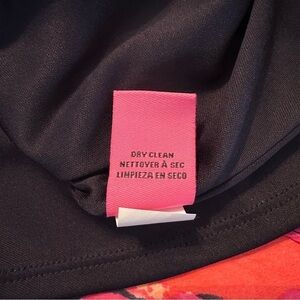 DRY CLEAN
NETTOYER À SEC
LIMPIEZA EN SECO